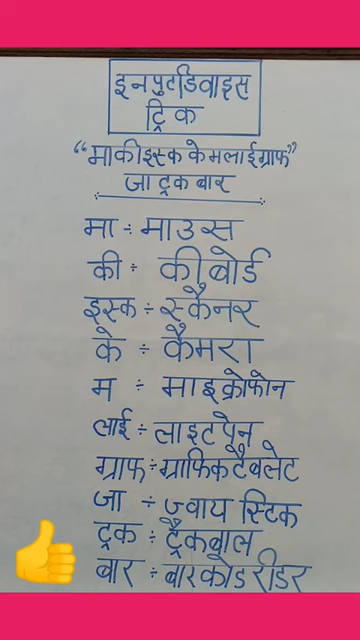 इनपुटडिवाइस
ट्रिक
“माकीइस्क केमलाईग्राफ”
जा ट्रक बार
मा ÷ माउस
की ÷ कीबोर्ड
इस्क ÷ स्कैनर
के ÷ कैमरा
म ÷ माइक्रोफोन
लाई ÷ लाइटपेन
ग्राफ ÷ ग्राफिकटैबलेट
जा ÷ ज्वाय स्टिक
ट्रक ÷ ट्रैकबाल
बार ÷ बारकोडरीडर